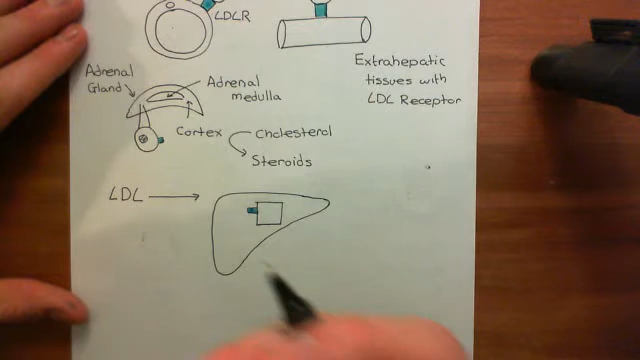 LDLR
Extrahepatic
tissues with
LDL Receptor
Adrenal
Gland
Adrenal
medulla
Cortex
Cholesterol
Steroids
LDL